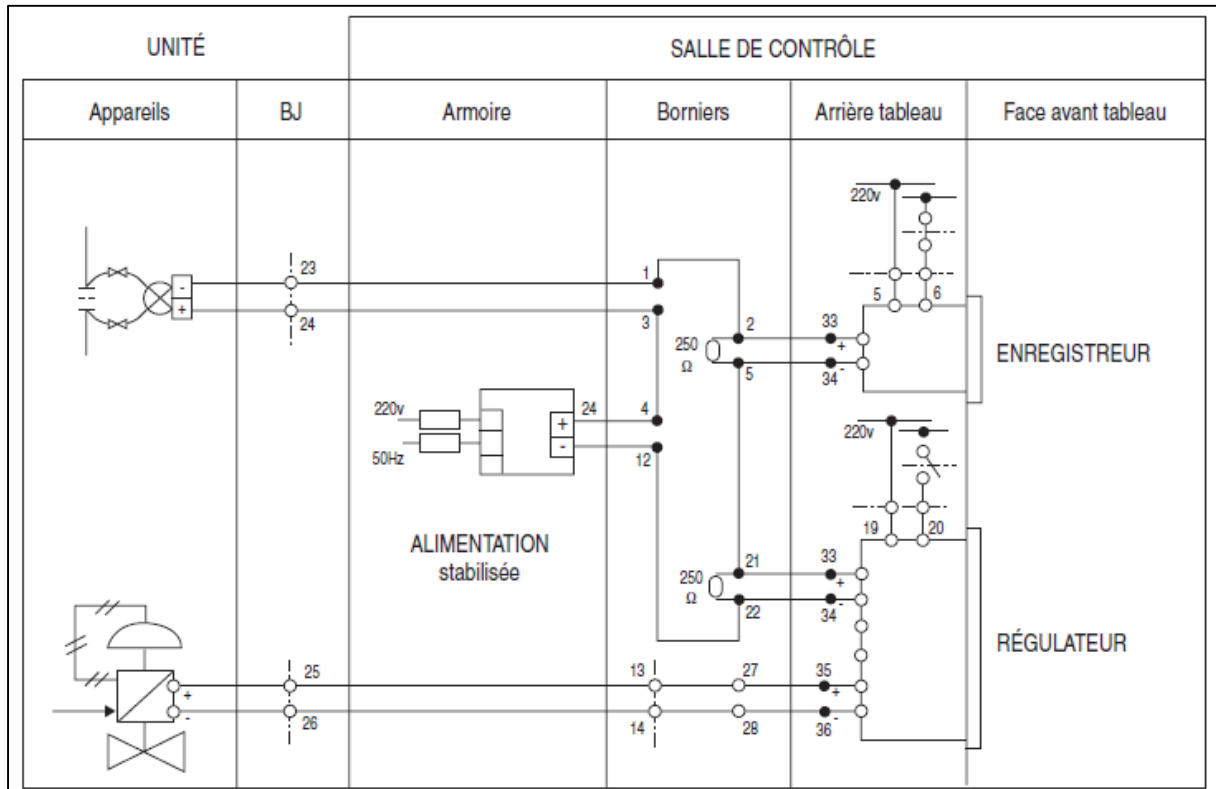 UNITÉ
SALLE DE CONTRÔLE
Appareils
BJ
Armoire
Borniers
Arrière tableau
Face avant tableau
220v
5
6
-
+
23
24
1
3
2
250
Ω
5
33
+
34 -
ENREGISTREUR
220v
50Hz
+
-
24
4
12
220v
19
20
ALIMENTATION
stabilisée
21
250
Ω
22
33
+
34 -
RÉGULATEUR
+
-
25
26
13
14
27
28
35
+
-
36